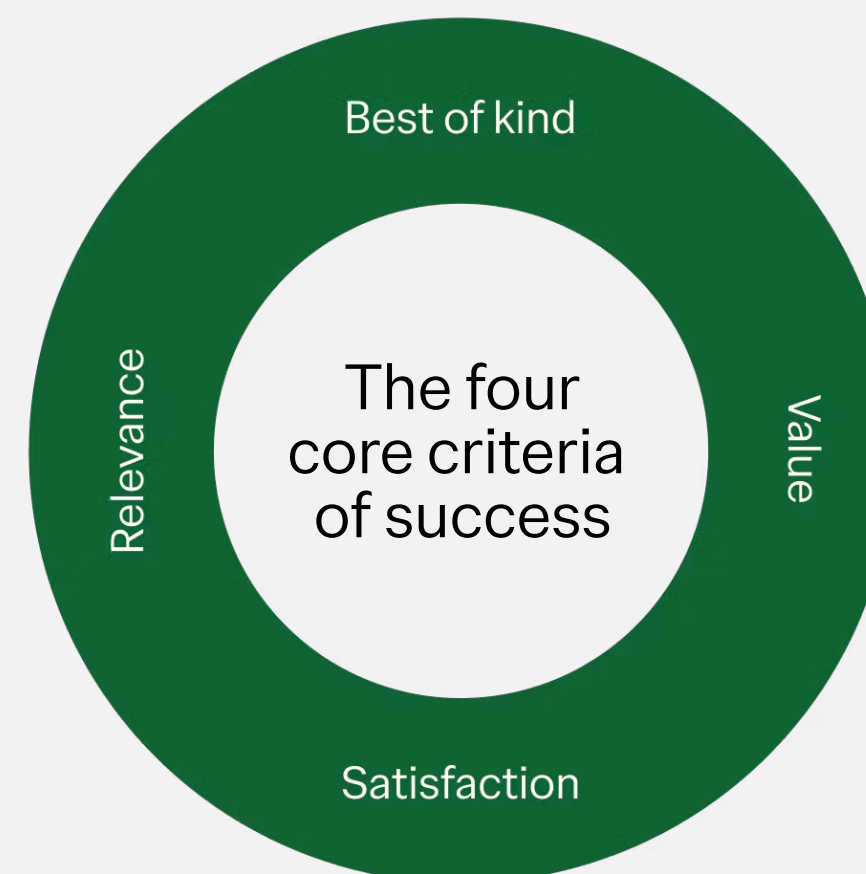 Best of kind
Relevance
The four
core criteria
of success
Value
Satisfaction